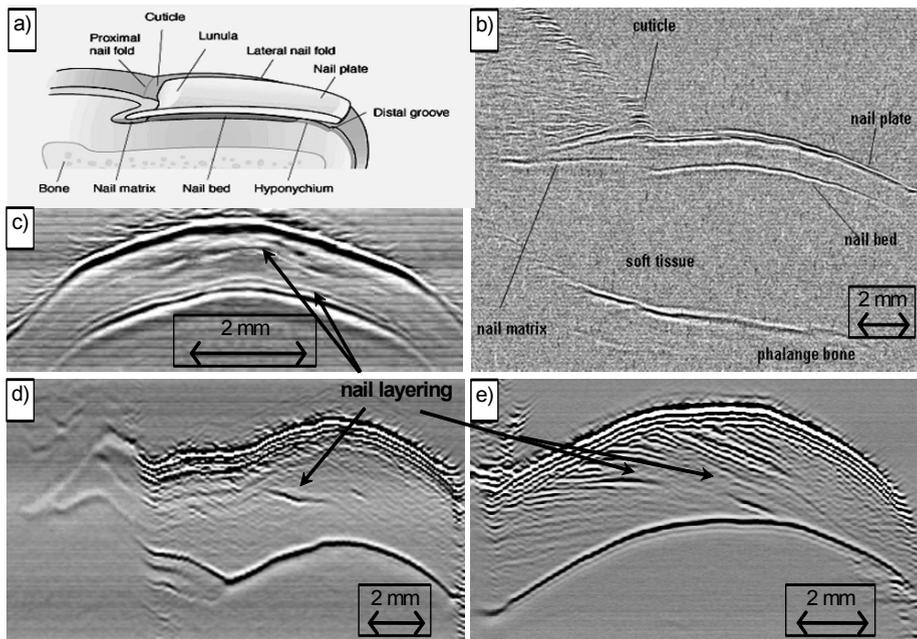 a)
Cuticle
Proximal
nail fold
Lunula
Lateral nail fold
Nail plate
Distal groove
Bone
Nail matrix
Nail bed
Hyponychium
b)
cuticle
nail plate
nail bed
soft tissue
nail matrix
2 mm
phalange bone
c)
2 mm
nail layering
d)
2 mm
e)
2 mm